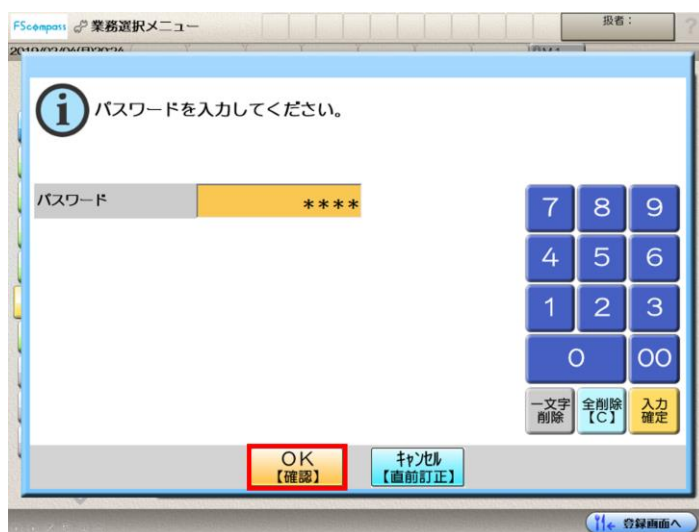 FScompass 業務選択メニュー
扱者：
?
パスワードを入力してください。
パスワード
****
7 8 9
4 5 6
1 2 3
0 00
一文字
削除
全削除
【C】
入力
確定
OK
【確認】
キャンセル
【直前訂正】
登録画面へ